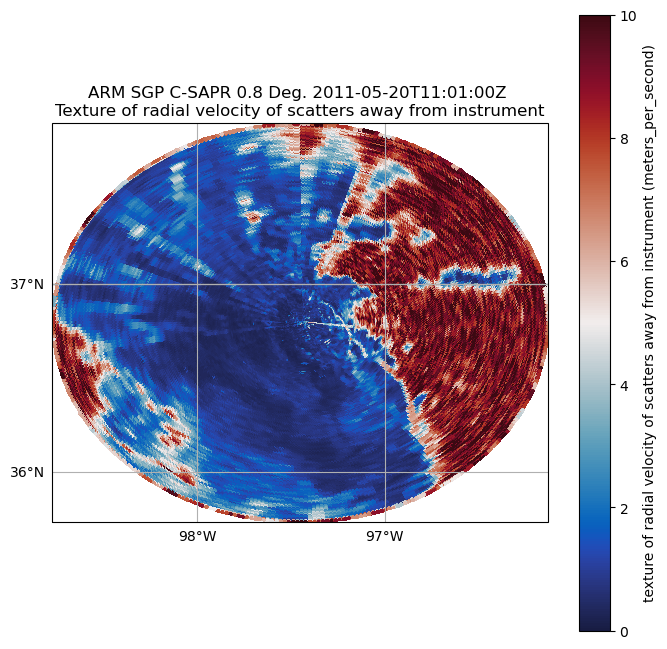 ARM SGP C-SAPR 0.8 Deg. 2011-05-20T11:01:00Z
Texture of radial velocity of scatters away from instrument
37°N
36°N
98°W
97°W
10
8
6
4
2
0
texture of radial velocity of scatters away from instrument (meters_per_second)